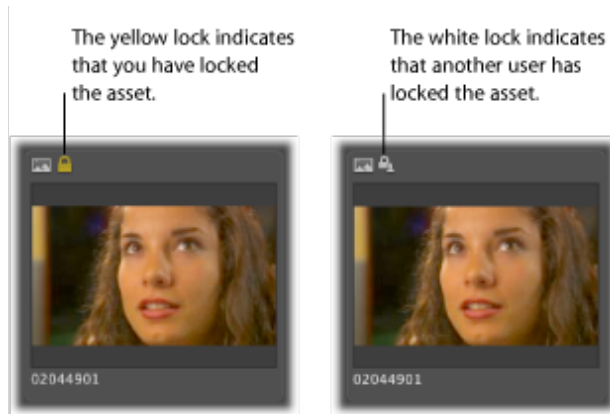 The yellow lock indicates
that you have locked
the asset.
The white lock indicates
that another user has
locked the asset.
02044901
02044901